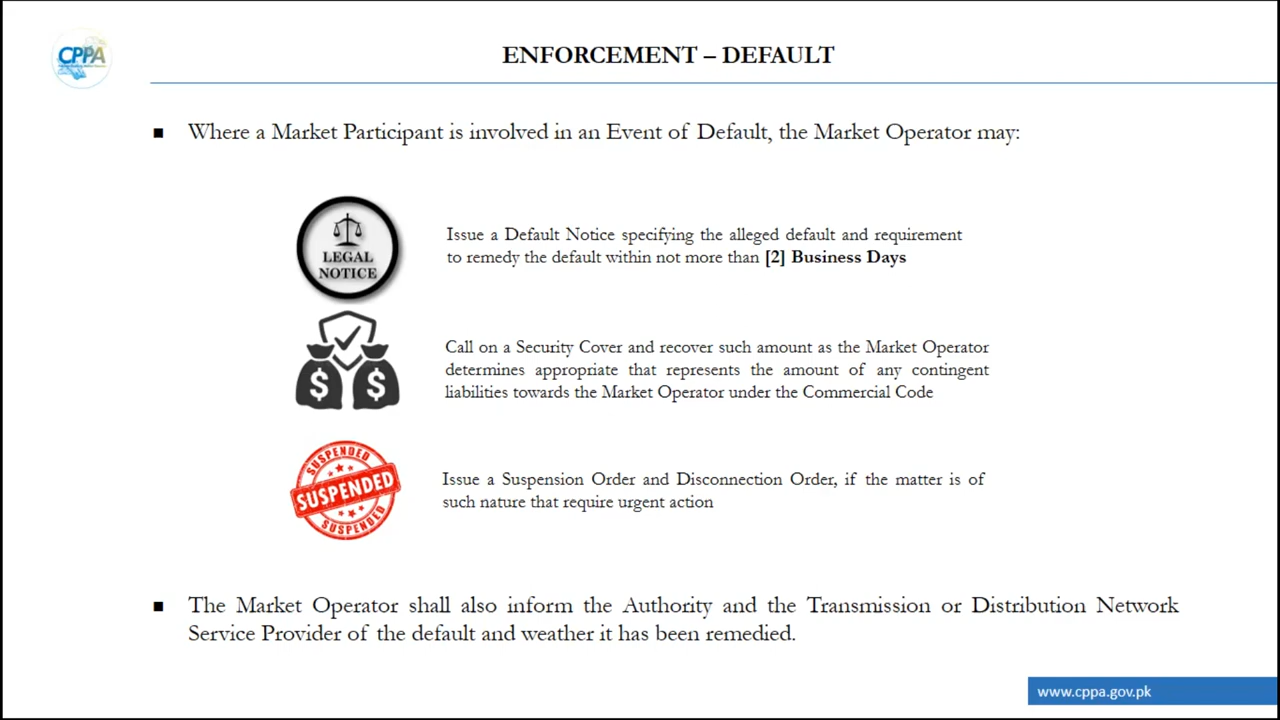 CPPA
ENFORCEMENT – DEFAULT
■ Where a Market Participant is involved in an Event of Default, the Market Operator may:
LEGAL
NOTICE
Issue a Default Notice specifying the alleged default and requirement
to remedy the default within not more than [2] Business Days
$ $
Call on a Security Cover and recover such amount as the Market Operator
determines appropriate that represents the amount of any contingent
liabilities towards the Market Operator under the Commercial Code
SUSPENDED
SUSPENDED
SUSPENDED
Issue a Suspension Order and Disconnection Order, if the matter is of
such nature that require urgent action
■ The Market Operator shall also inform the Authority and the Transmission or Distribution Network
Service Provider of the default and weather it has been remedied.
www.cppa.gov.pk